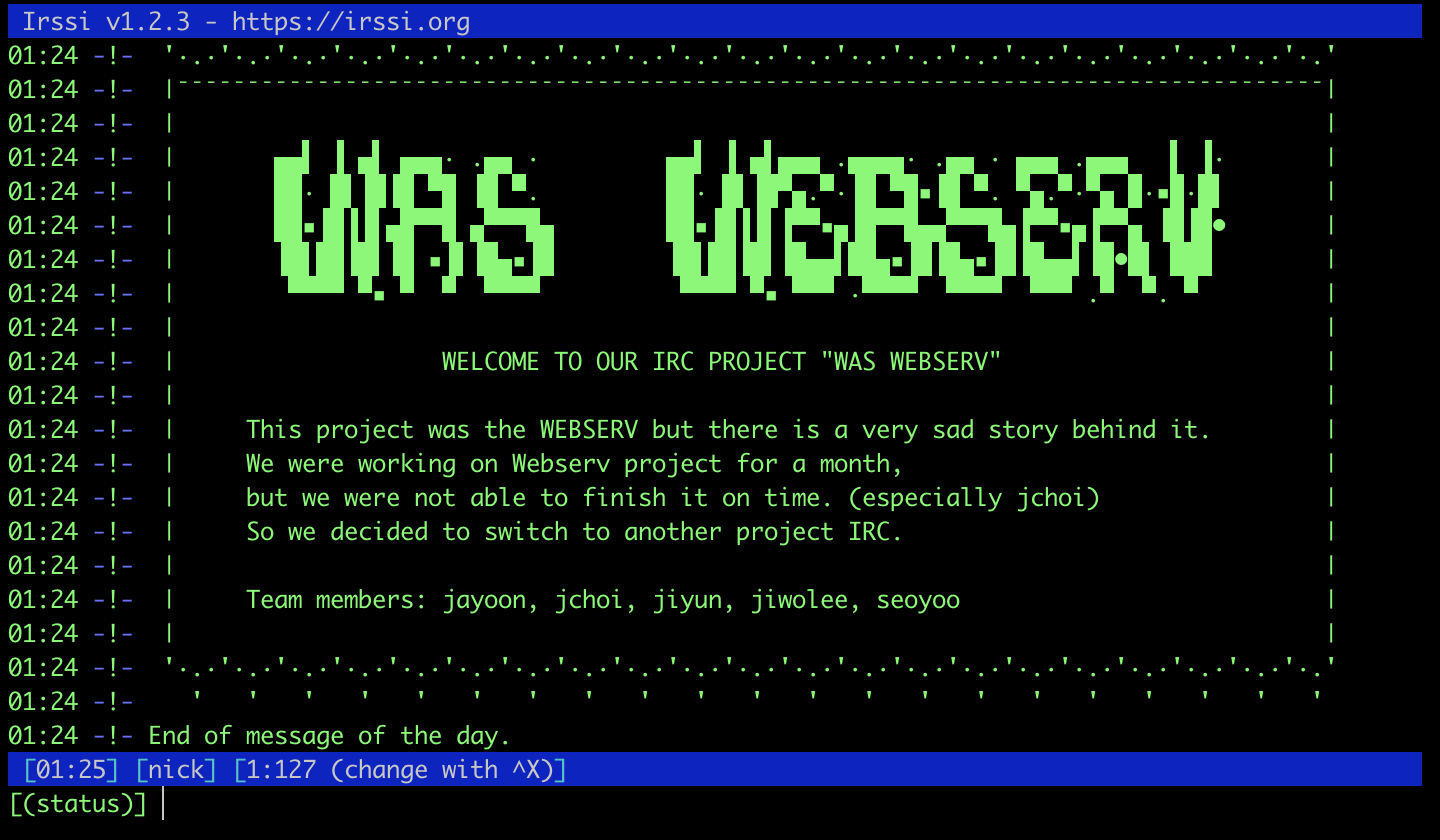 Irssi v1.2.3 - https://irssi.org
01:24 -!- '·.·'·.·'·.·'·.·'·.·'·.·'·.·'·.·'·.·'·.·'·.·'·.·'·.·'·.·'·.·'·.·'·.·'·.·'·.·'·.·'·.'
01:24 -!- |----------------------------------------------------------------------------------|
01:24 -!- | |
01:24 -!- | WAS WEBSERV |
01:24 -!- | |
01:24 -!- | |
01:24 -!- | |
01:24 -!- | |
01:24 -!- | |
01:24 -!- | WELCOME TO OUR IRC PROJECT "WAS WEBSERV" |
01:24 -!- | |
01:24 -!- | This project was the WEBSERV but there is a very sad story behind it. |
01:24 -!- | We were working on Webserv project for a month, |
01:24 -!- | but we were not able to finish it on time. (especially jchoi) |
01:24 -!- | So we decided to switch to another project IRC. |
01:24 -!- | |
01:24 -!- | Team members: jayoon, jchoi, jiyun, jiwolee, seoyoo |
01:24 -!- | |
01:24 -!- '·.·'·.·'·.·'·.·'·.·'·.·'·.·'·.·'·.·'·.·'·.·'·.·'·.·'·.·'·.·'·.·'·.·'·.·'·.·'·.·'·.'
01:24 -!- ' ' ' ' ' ' ' ' ' ' ' ' ' ' ' ' ' ' ' ' '
01:24 -!- End of message of the day.
[01:25] [nick] [1:127 (change with ^X)]
[(status)]